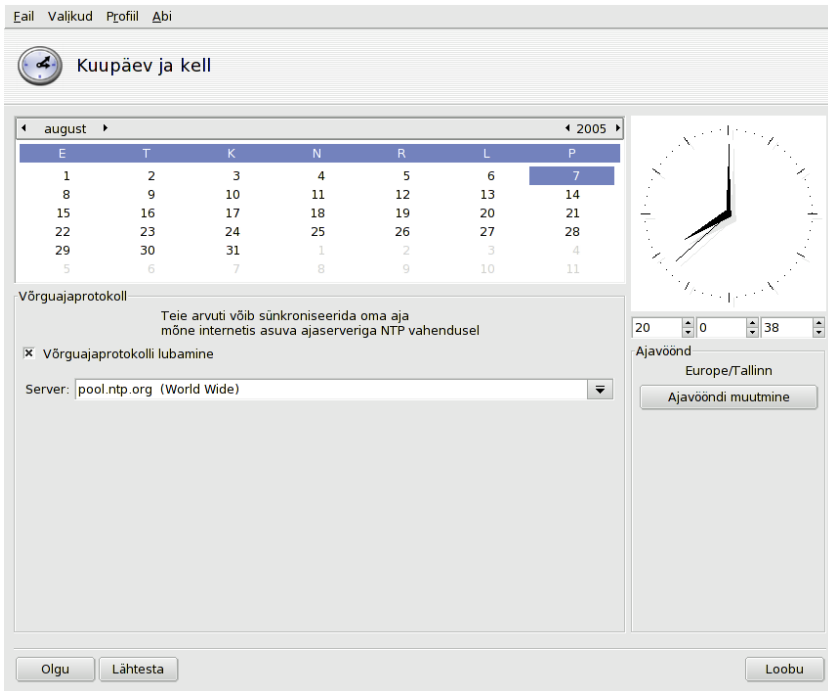 Fail Valikud Profiil Abi
Kuupäev ja kell
august 2005
E T K N R L P
1 2 3 4 5 6 7
8 9 10 11 12 13 14
15 16 17 18 19 20 21
22 23 24 25 26 27 28
29 30 31 1 2 3 4
5 6 7 8 9 10 11
Võrguajaprotokoll
Teie arvuti võib sünkroniseerida oma aja
mõne internetis asuva ajaserveriga NTP vahendusel
Võrguajaprotokolli lubamine
Server: pool.ntp.org (World Wide)
20 0 38
Ajavöönd
Europe/Tallinn
Ajavööndi muutmine
Olgu Lähtesta Loobu